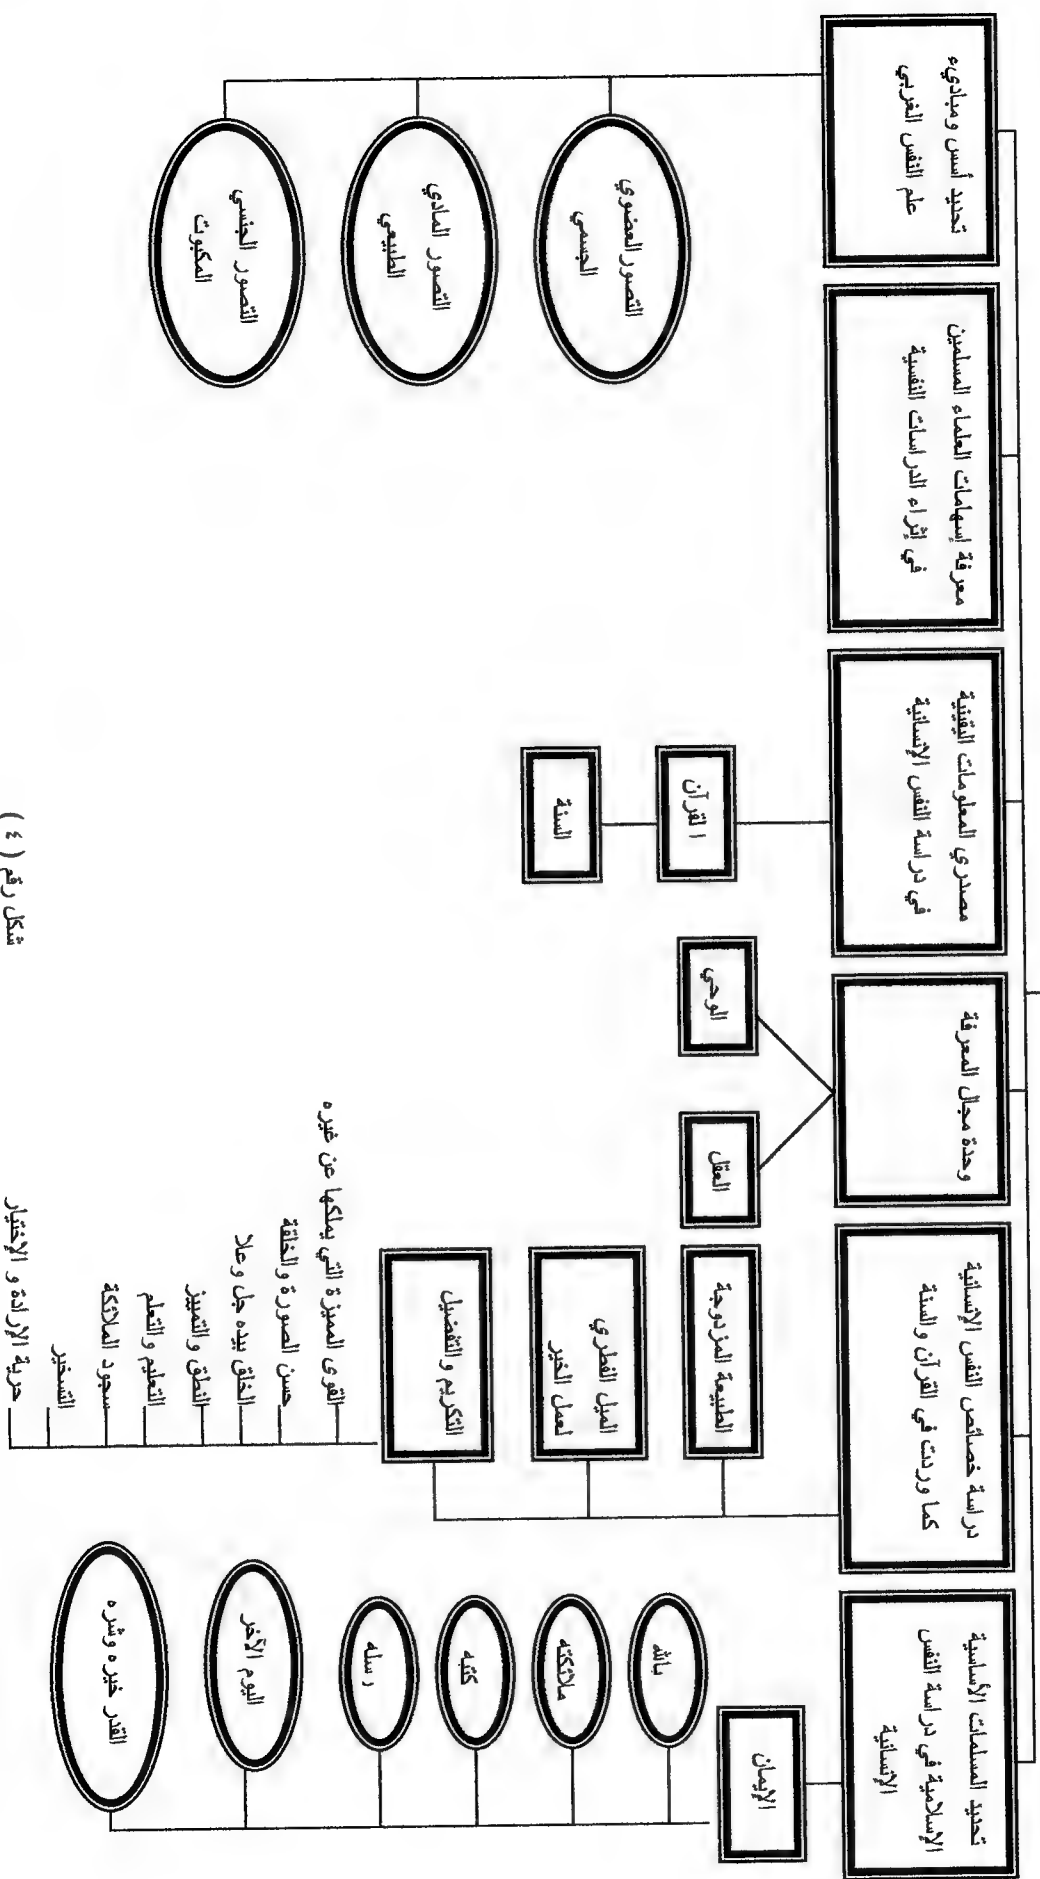 تحديد المسلمات الأساسية
الإسلامية في دراسة النفس
الإنسانية
دراسة خصائص النفس الإنسانية
كما وردت في القرآن والسنة
وحدة مجال المعرفة
مصدري المعلومات اليقينية
في دراسة النفس الإنسانية
معرفة إسهامات العلماء المسلمين
في إثراء الدراسات النفسية
تحديد أسس ومباديء
علم النفس الغربي
الإيمان
بالله
ملائكته
كتبه
رسله
اليوم الآخر
القدر خيره وشره
الطبيعة المزدوجة
الميل الفطري
لعمل الخير
التكريم والتفضيل
القوى المميزة التي يملكها عن غيره
حسن الصورة والخلقة
الخلق بيده جل وعلا
النطق والتمييز
التعليم والتعلم
سجود الملائكة
التسخير
حرية الإرادة و الإختيار
العقل
الوحي
القرآن
السنة
التصور العضوي
الجسمي
التصور المادي
الطبيعي
التصور الجنسي
المكبوت
شكل رقم ( ٤ )